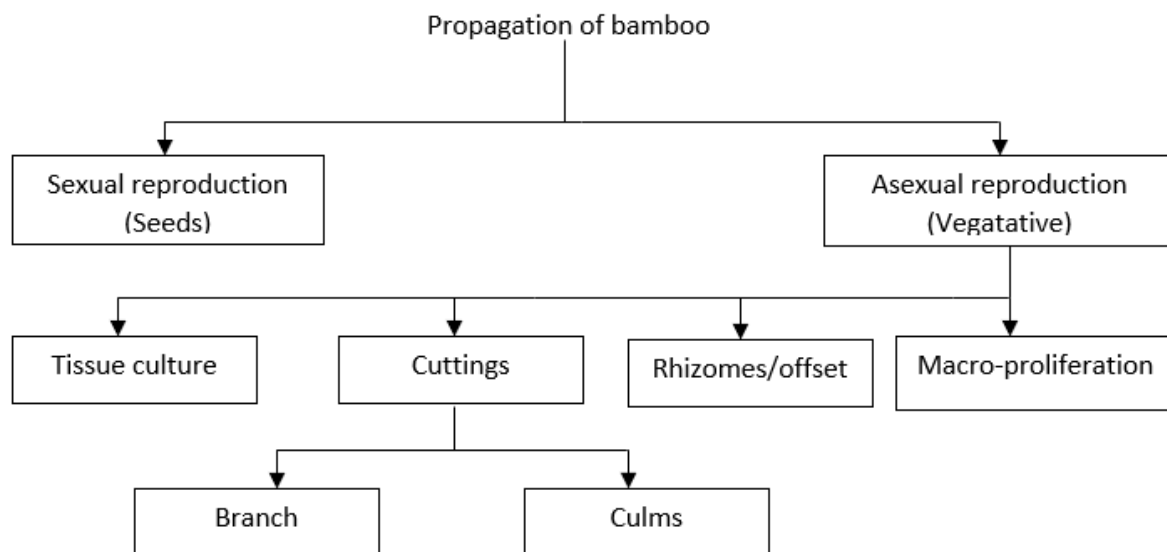 Propagation of bamboo
Sexual reproduction
(Seeds)
Asexual reproduction
(Vegatative)
Tissue culture
Cuttings
Rhizomes/offset
Macro-proliferation
Branch
Culms